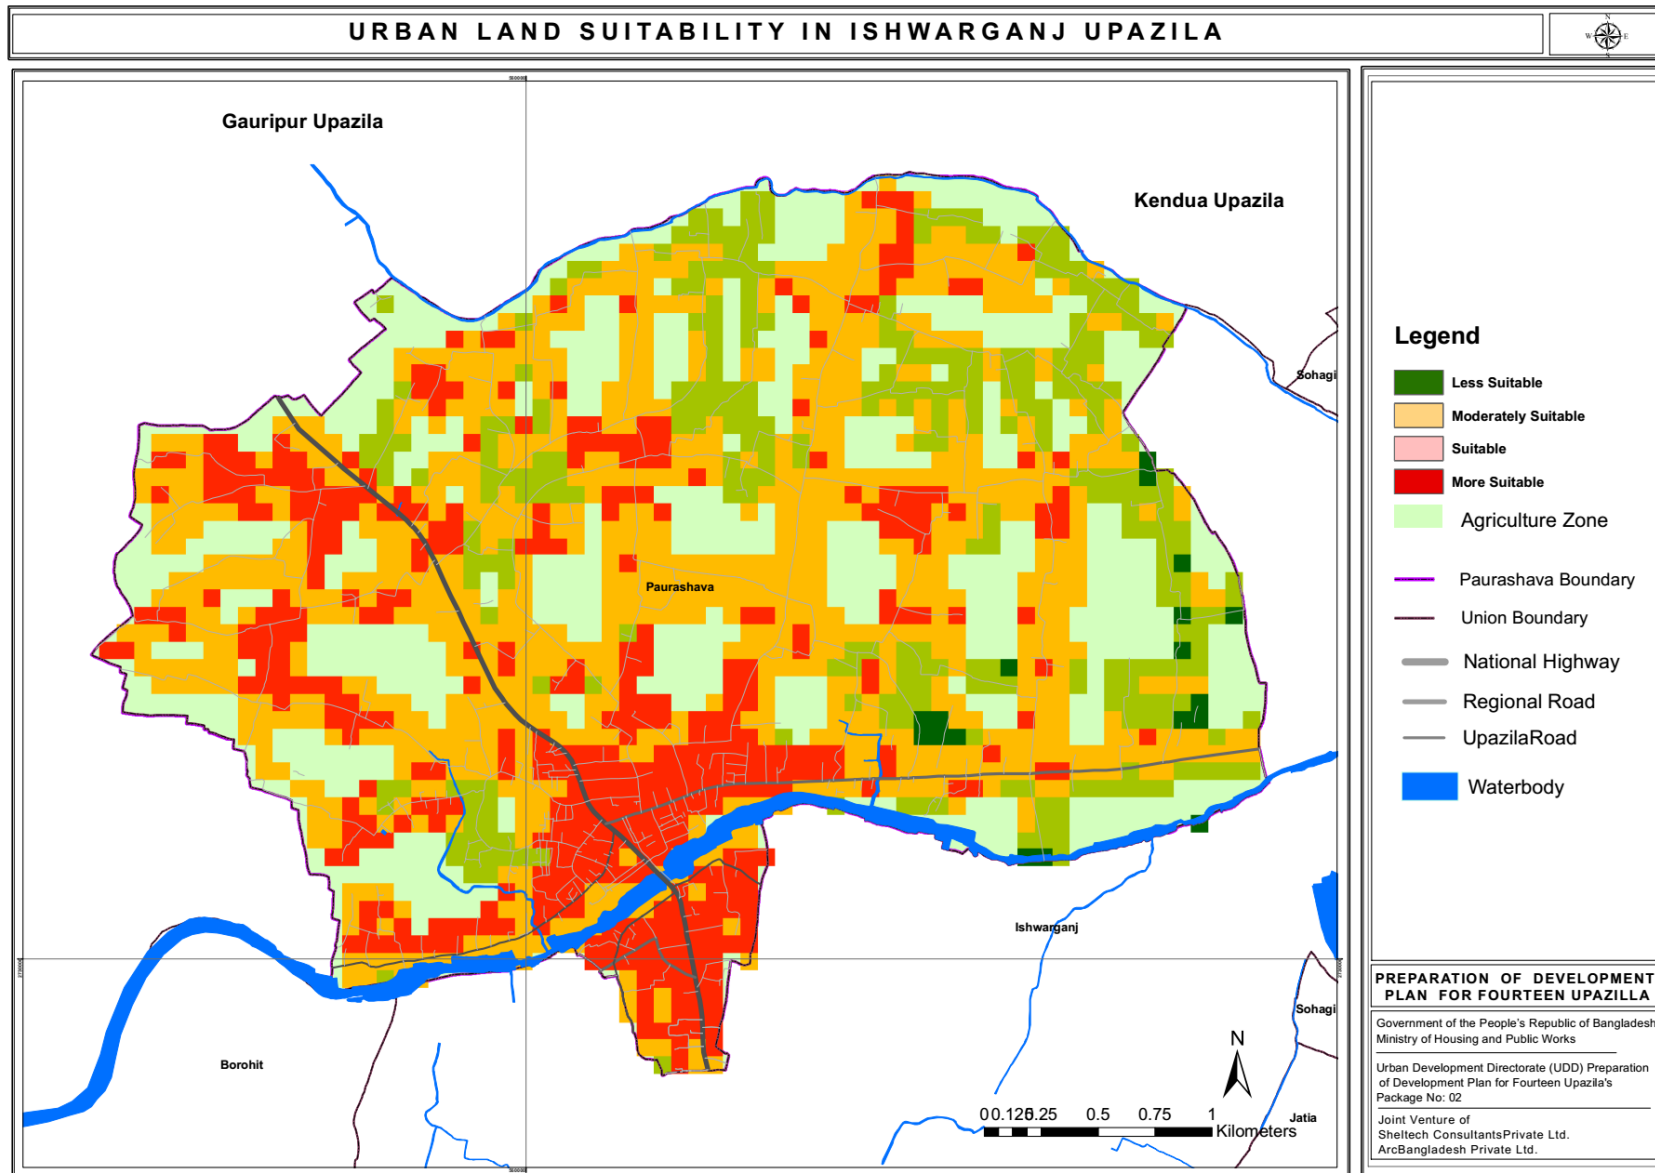 URBAN LAND SUITABILITY IN ISHWARGANJ UPAZILA
N
W E
S
Gauripur Upazila
Kendua Upazila
Sohagi
Paurashava
Ishwarganj
Sohagi
Borohit
Jatia
N
0 0.125 0.25 0.5 0.75 1
Kilometers
Legend
Less Suitable
Moderately Suitable
Suitable
More Suitable
Agriculture Zone
Paurashava Boundary
Union Boundary
National Highway
Regional Road
UpazilaRoad
Waterbody
PREPARATION OF DEVELOPMENT
PLAN FOR FOURTEEN UPAZILLA
Government of the People's Republic of Bangladesh
Ministry of Housing and Public Works
Urban Development Directorate (UDD) Preparation
of Development Plan for Fourteen Upazila's
Package No: 02
Joint Venture of
Sheltech ConsultantsPrivate Ltd.
ArcBangladesh Private Ltd.